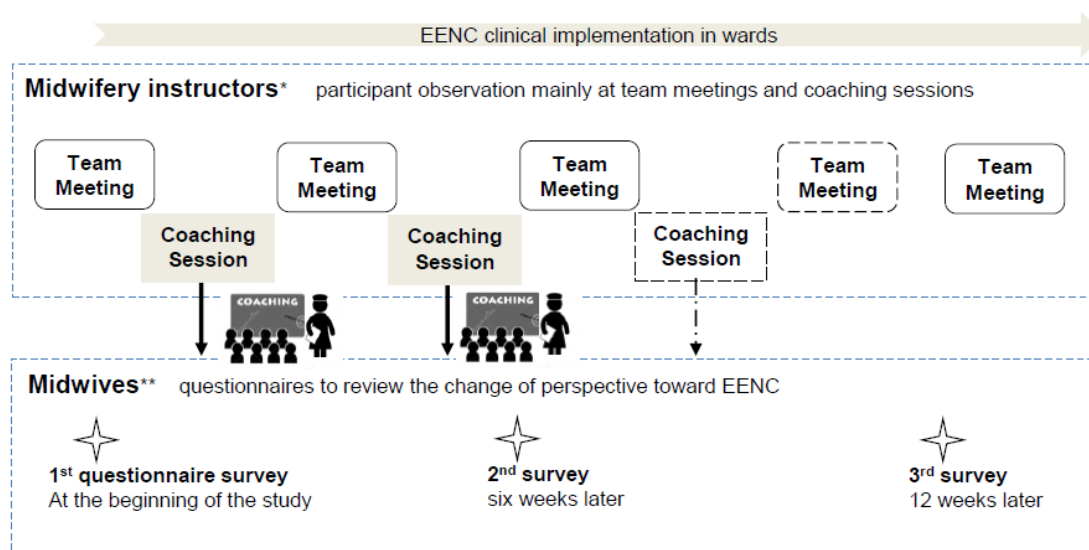 EENC clinical implementation in wards
Midwifery instructors* participant observation mainly at team meetings and coaching sessions
Team
Meeting
Team
Meeting
Team
Meeting
Team
Meeting
Team
Meeting
Coaching
Session
Coaching
Session
Coaching
Session
COACHING
COACHING
Midwives** questionnaires to review the change of perspective toward EENC
1st questionnaire survey
At the beginning of the study
2nd survey
six weeks later
3rd survey
12 weeks later